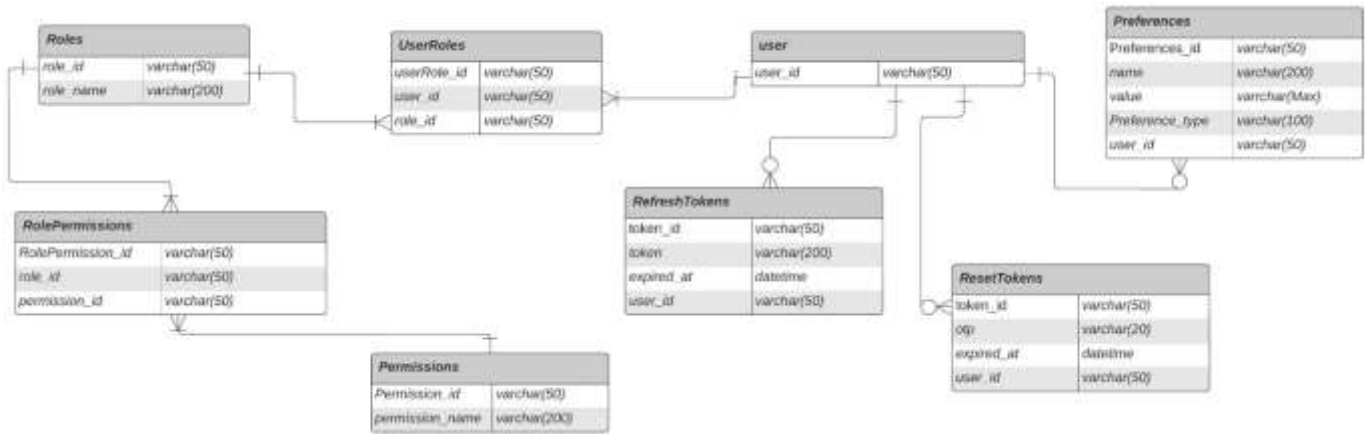 Roles
role_id varchar(50)
role_name varchar(200)
UserRoles
userRole_id varchar(50)
user_id varchar(50)
role_id varchar(50)
user
user_id varchar(50)
Preferences
Preferences_id varchar(50)
name varchar(200)
value varrchar(Max)
Preference_type varchar(100)
user_id varchar(50)
RolePermissions
RolePermission_id varchar(50)
role_id varchar(50)
permission_id varchar(50)
RefreshTokens
token_id varchar(50)
token varchar(200)
expired_at datetime
user_id varchar(50)
ResetTokens
token_id varchar(50)
otp varchar(20)
expired_at datetime
user_id varchar(50)
Permissions
Permission_id varchar(50)
permission_name varchar(200)